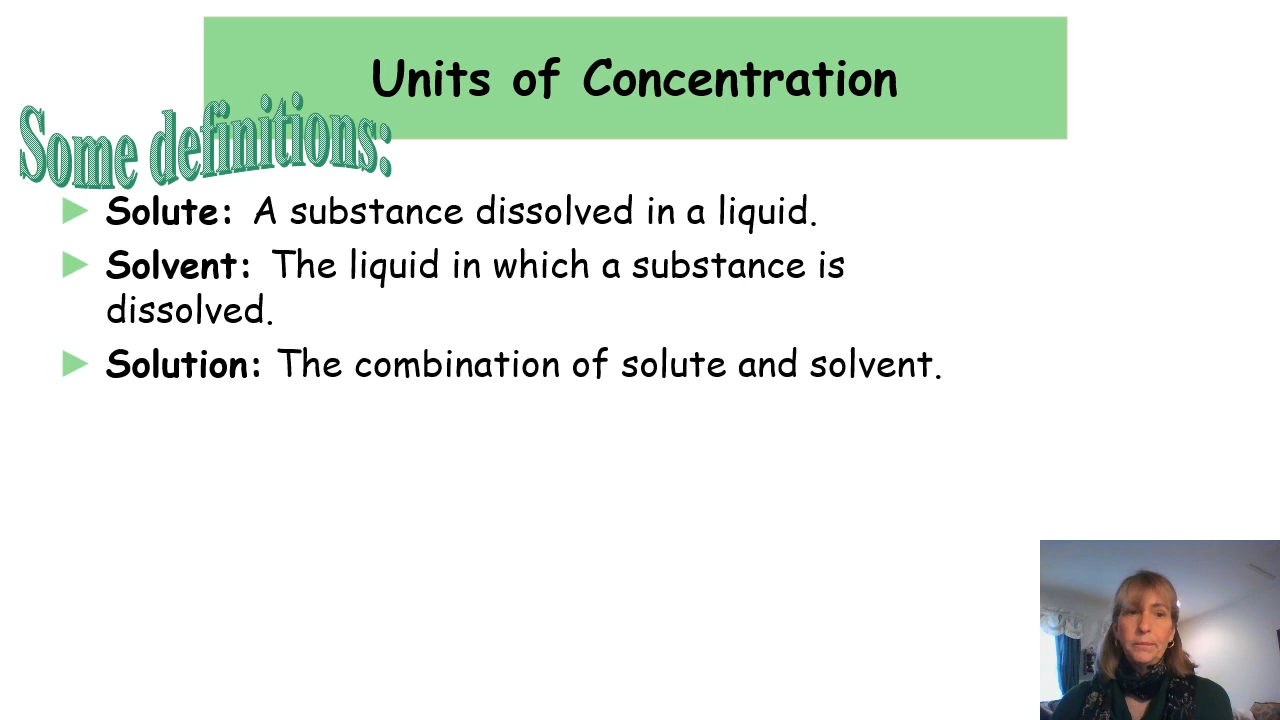 Units of Concentration
Some definitions:
Solute: A substance dissolved in a liquid.
Solvent: The liquid in which a substance is
dissolved.
Solution: The combination of solute and solvent.